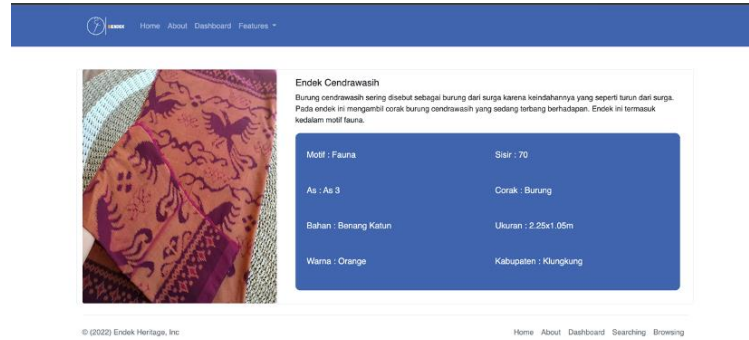 ENDEK Home About Dashboard Features
Endek Cendrawasih
Burung cendrawasih sering disebut sebagai burung dari surga karena keindahannya yang seperti turun dari surga.
Pada endek ini mengambil corak burung cendrawasih yang sedang terbang berhadapan. Endek ini termasuk
kedalam motif fauna.
Motif : Fauna Sisir : 70
As : As 3 Corak : Burung
Bahan : Benang Katun Ukuran : 2.25x1.05m
Warna : Orange Kabupaten : Klungkung
© (2022) Endek Heritage, Inc Home About Dashboard Searching Browsing